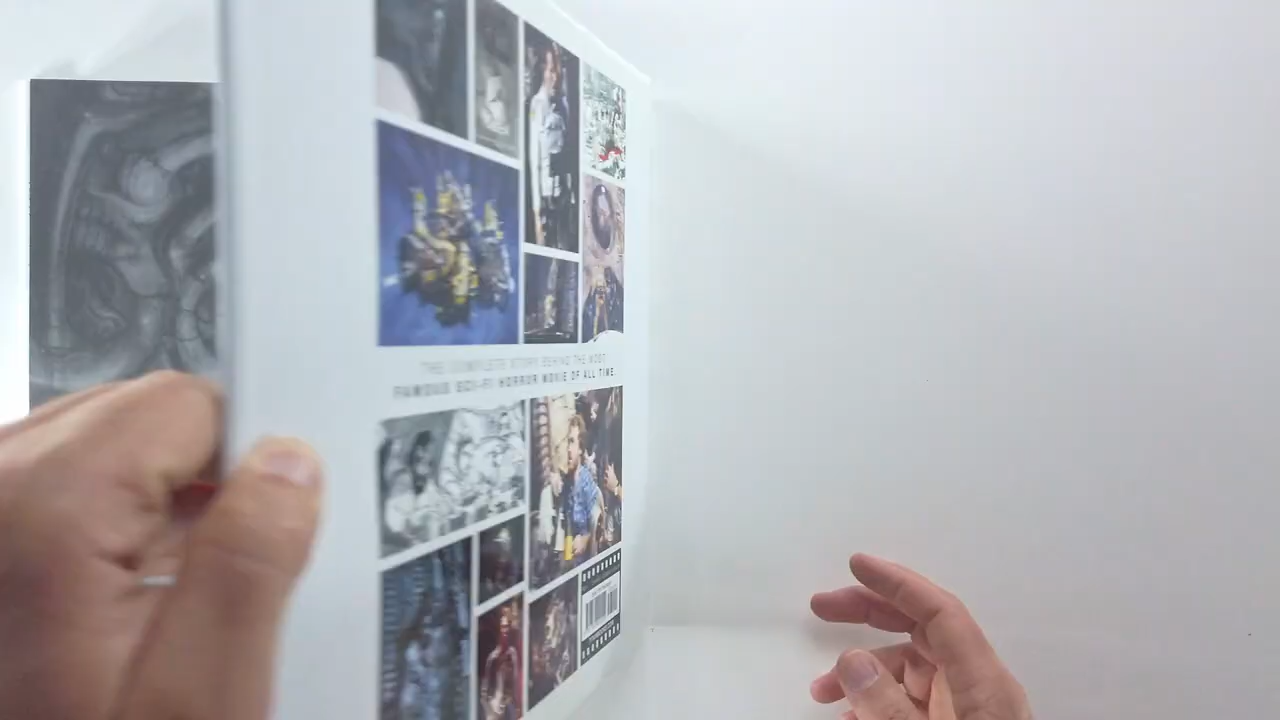 THE COMPLETE STORY BEHIND THE MOST
FAMOUS SCI-FI HORROR MOVIE OF ALL TIME.